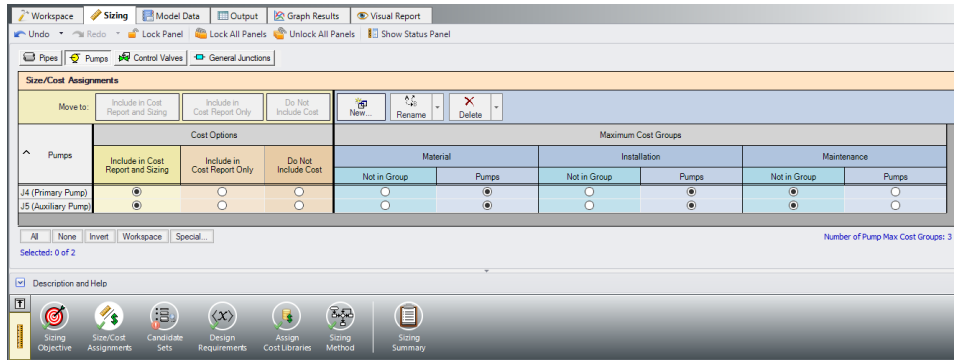 Workspace Sizing Model Data Output Graph Results Visual Report
Undo Redo Lock Panel Lock All Panels Unlock All Panels Show Status Panel
Pipes Pumps Control Valves General Junctions
Size/Cost Assignments
Move to: Include in Cost Report and Sizing Include in Cost Report Only Do Not Include Cost New... Rename Delete
Cost Options Maximum Cost Groups
Pumps Include in Cost Report and Sizing Include in Cost Report Only Do Not Include Cost Material Installation Maintenance
Not in Group Pumps Not in Group Pumps Not in Group Pumps
J4 (Primary Pump)
J5 (Auxiliary Pump)
All None Invert Workspace Special... Number of Pump Max Cost Groups: 3
Selected: 0 of 2
Description and Help
Sizing Objective Size/Cost Assignments Candidate Sets Design Requirements Assign Cost Libraries Sizing Method Sizing Summary